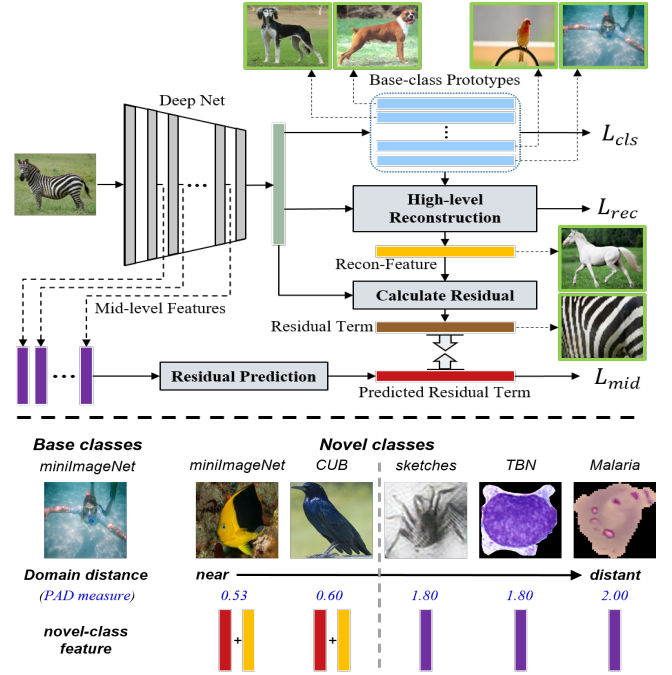 Deep Net
Base-class Prototypes
L_cls
High-level
Reconstruction
L_rec
Recon-Feature
Calculate Residual
Mid-level Features
Residual Term
Residual Prediction
Predicted Residual Term
L_mid
Base classes
Novel classes
miniImageNet
miniImageNet
CUB
sketches
TBN
Malaria
Domain distance
near
distant
(PAD measure)
0.53
0.60
1.80
1.80
2.00
novel-class
feature
+
+